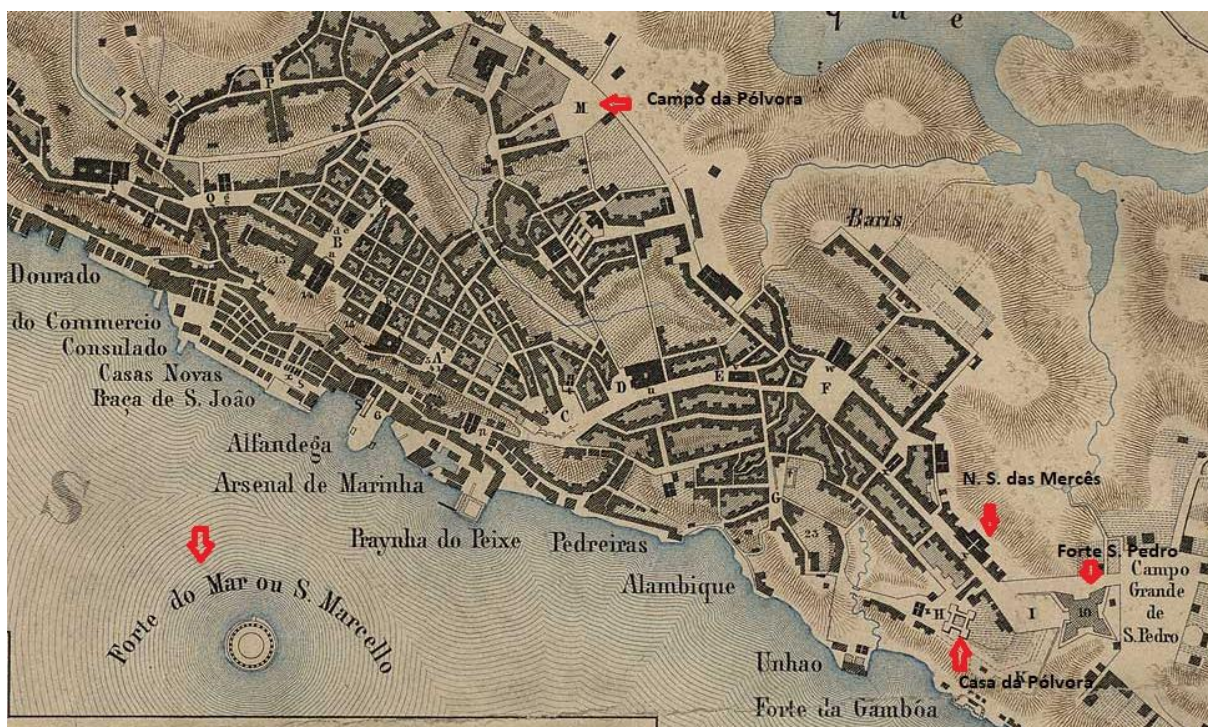 q u e
P
M
Campo da Pólvora
Q
B
Baris
Dourado
do Commercio
Consulado
Casas Novas
Praça de S. João
A
D
u
E
v
w
F
C
Alfandega
Arsenal de Marinha
S
N. S. das Mercês
G
Praynha do Peixe
Pedreiras
23
Forte S. Pedro
Alambique
Campo
Grande
de
S. Pedro
Forte do Mar ou S. Marcello
H
I
10
Unhao
K
Casa da Pólvora
Forte da Gambôa